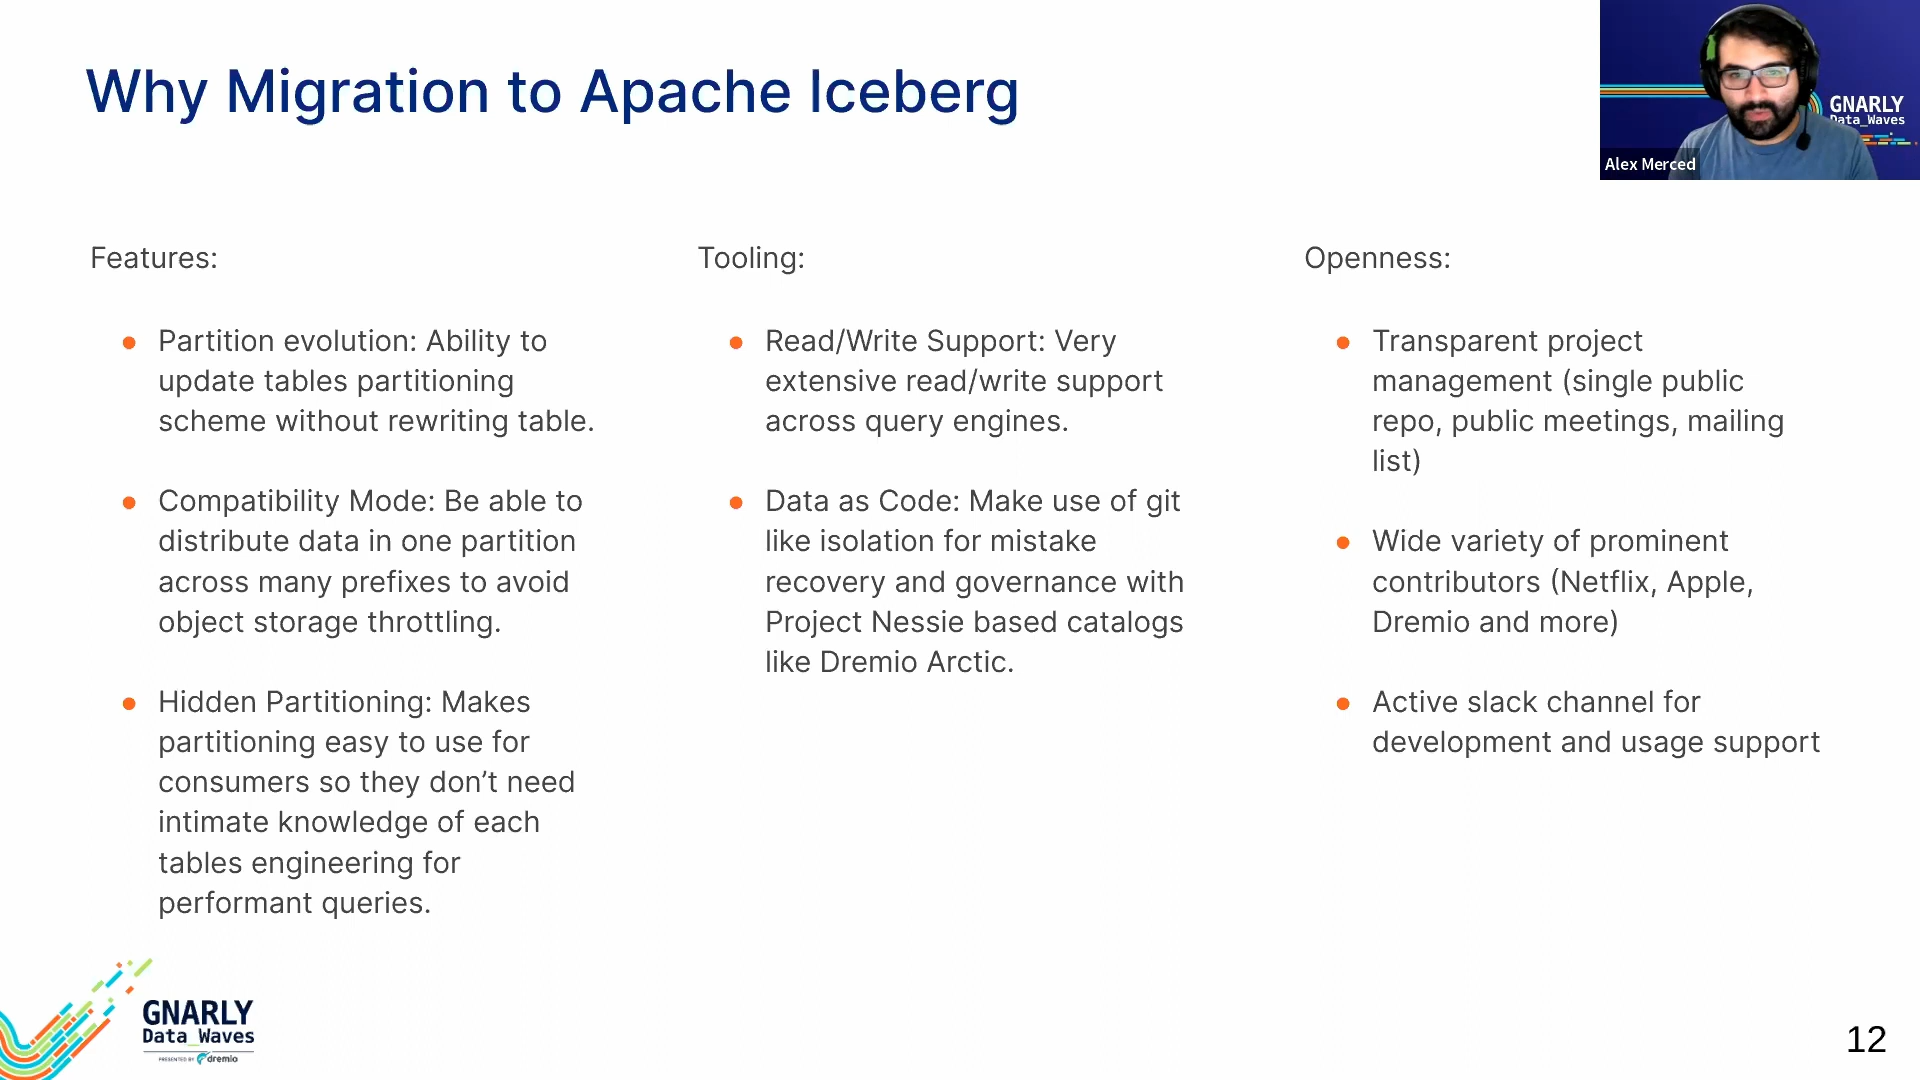 Why Migration to Apache Iceberg
GNARLY
Data_Waves
Alex Merced
Features:
Partition evolution: Ability to
update tables partitioning
scheme without rewriting table.
Compatibility Mode: Be able to
distribute data in one partition
across many prefixes to avoid
object storage throttling.
Hidden Partitioning: Makes
partitioning easy to use for
consumers so they don’t need
intimate knowledge of each
tables engineering for
performant queries.
Tooling:
Read/Write Support: Very
extensive read/write support
across query engines.
Data as Code: Make use of git
like isolation for mistake
recovery and governance with
Project Nessie based catalogs
like Dremio Arctic.
Openness:
Transparent project
management (single public
repo, public meetings, mailing
list)
Wide variety of prominent
contributors (Netflix, Apple,
Dremio and more)
Active slack channel for
development and usage support
GNARLY
Data_Waves
PRESENTED BY dremio
12